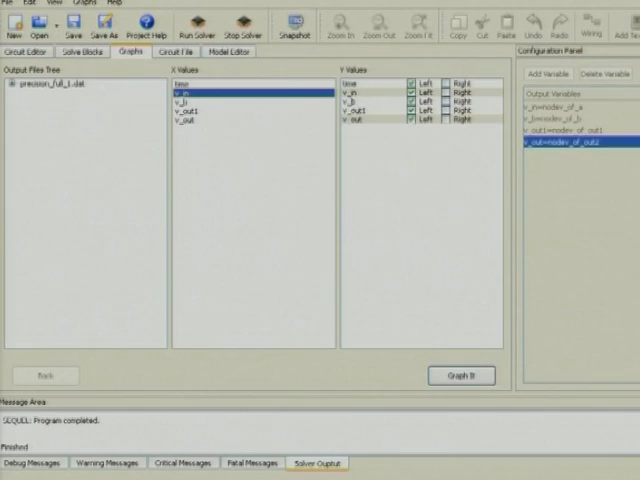 File Edit View Graphs Help
New Open Save Save As Project Help Run Solver Stop Solver Snapshot Zoom In Zoom Out Zoom Fit Copy Cut Paste Undo Redo Wiring Add Tex
Circuit Editor Solve Blocks Graphs Circuit File Model Editor Configuration Panel
Output Files Tree X Values Y Values
Add Variable Delete Variable
precision_full_1.dat
time
v_in
v_b
v_out1
v_out
time Left Right
v_in Left Right
v_b Left Right
v_out1 Left Right
v_out Left Right
Output Variables
v_in=nodev_of_a
v_b=nodev_of_b
v_out1=nodev_of_out1
v_out=nodev_of_out2
Back Graph It
Message Area
SEQUEL: Program completed.
Finished
Debug Messages Warning Messages Critical Messages Fatal Messages Solver Ouptut